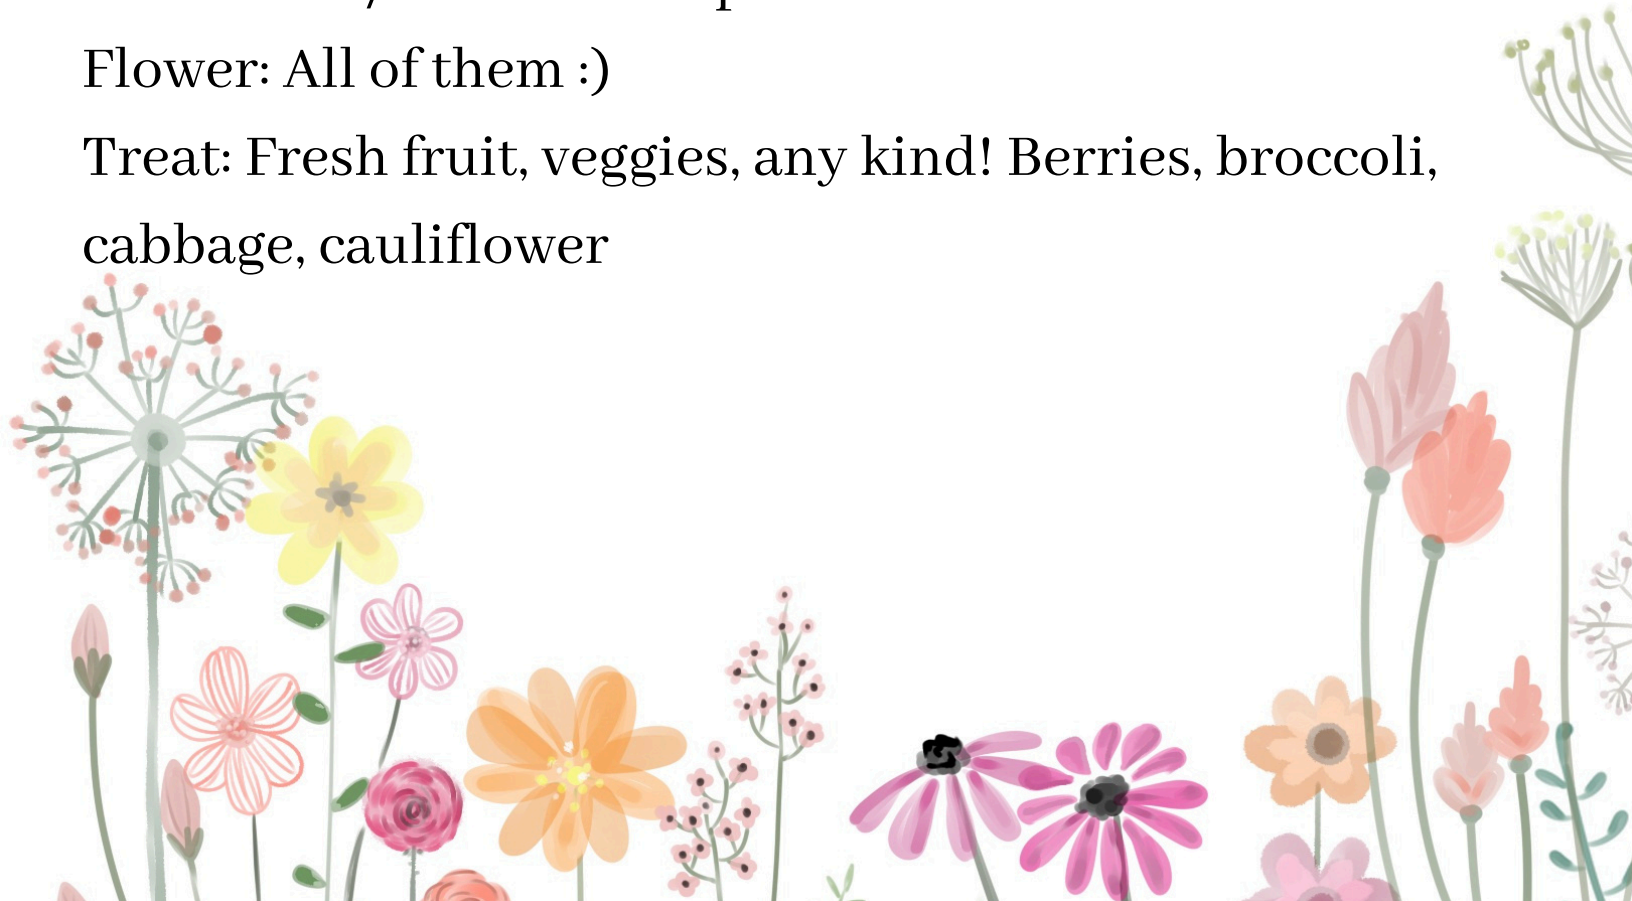 Flower: All of them :)
Treat: Fresh fruit, veggies, any kind! Berries, broccoli,
cabbage, cauliflower